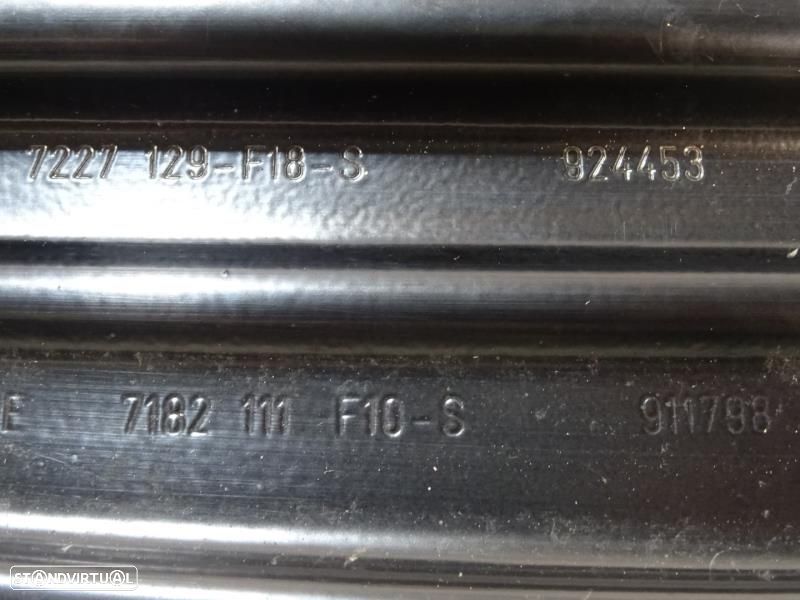 7227 129-F18-S 924453
E 7182 111 F10-S 911798
STANDVIRTUAL